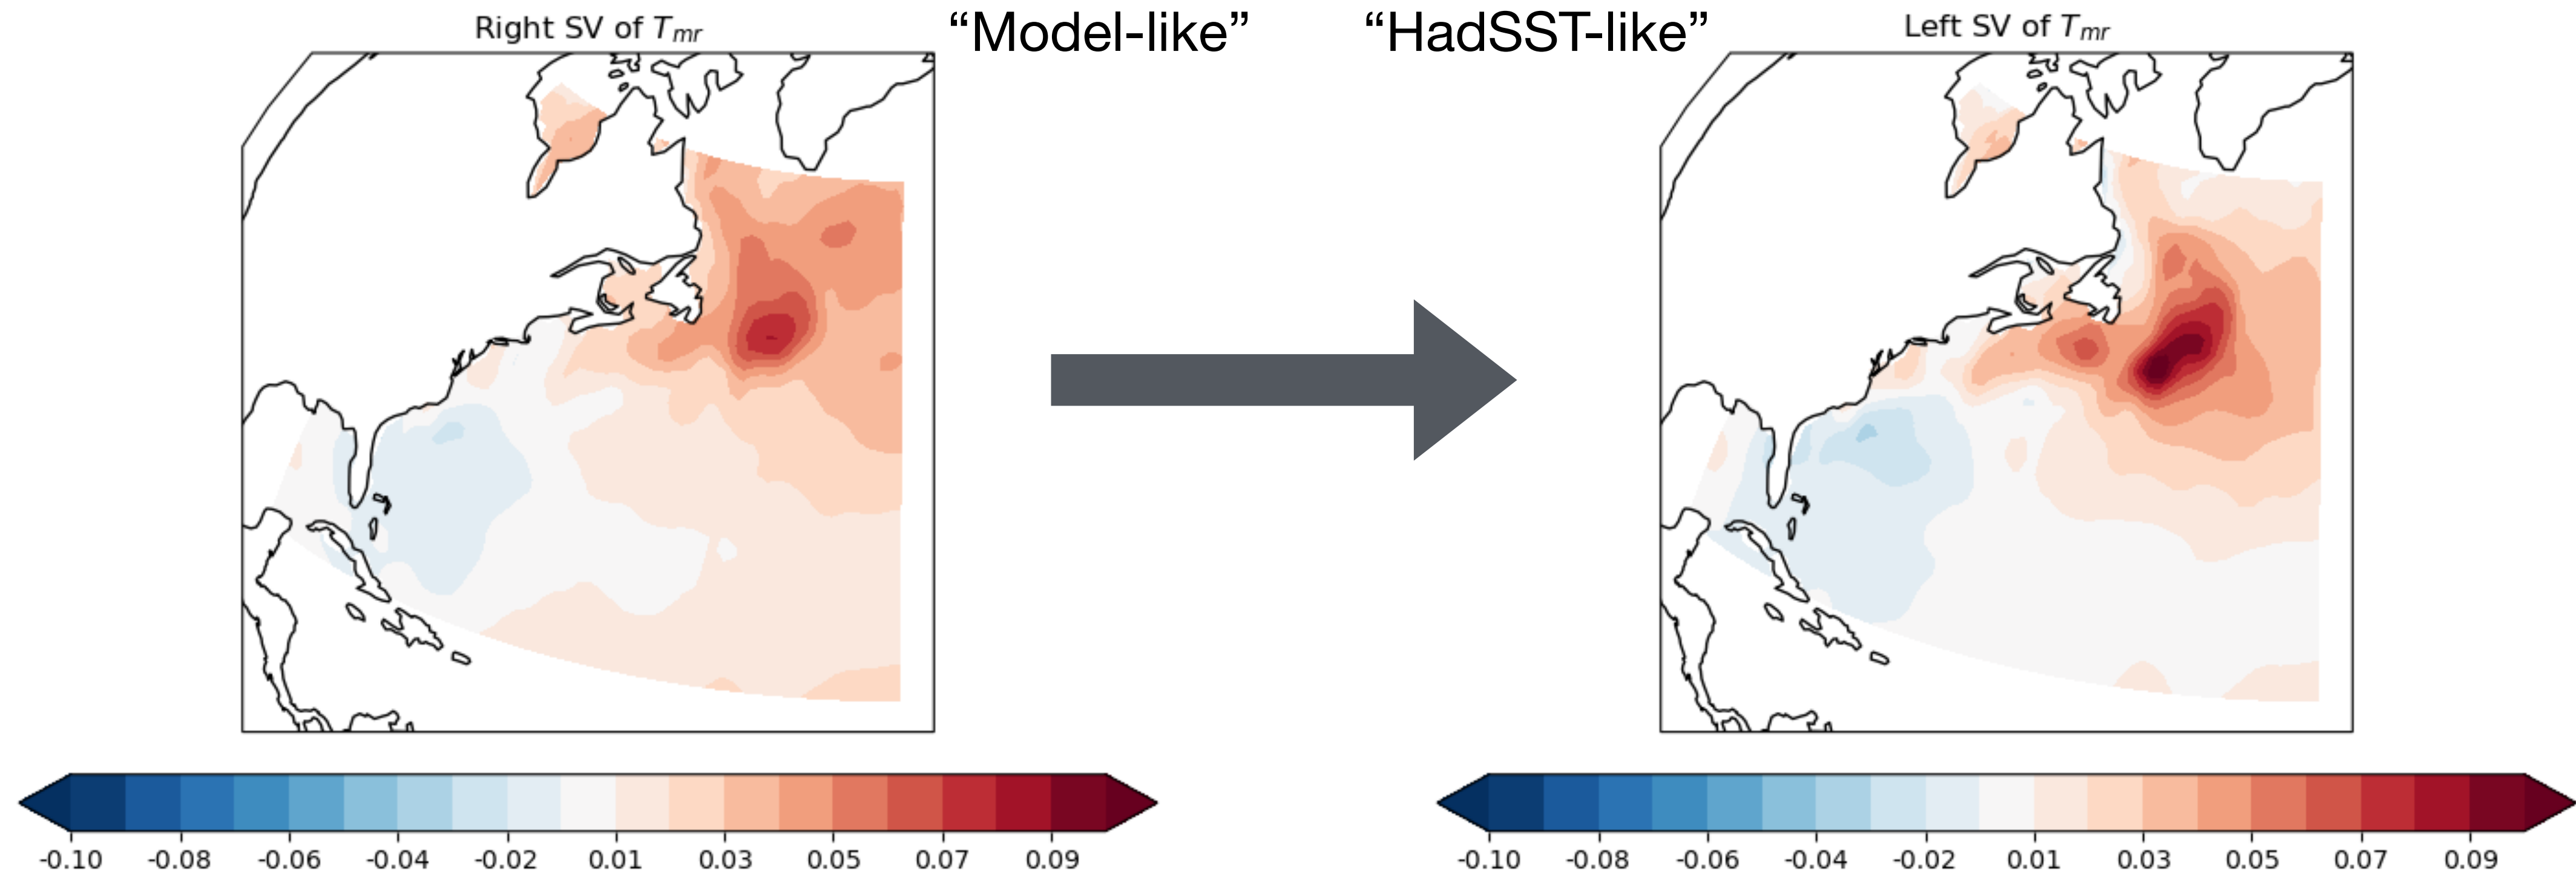 Right SV of Tmr
“Model-like”
“HadSST-like”
Left SV of Tmr
-0.10 -0.08 -0.06 -0.04 -0.02 0.01 0.03 0.05 0.07 0.09
-0.10 -0.08 -0.06 -0.04 -0.02 0.01 0.03 0.05 0.07 0.09